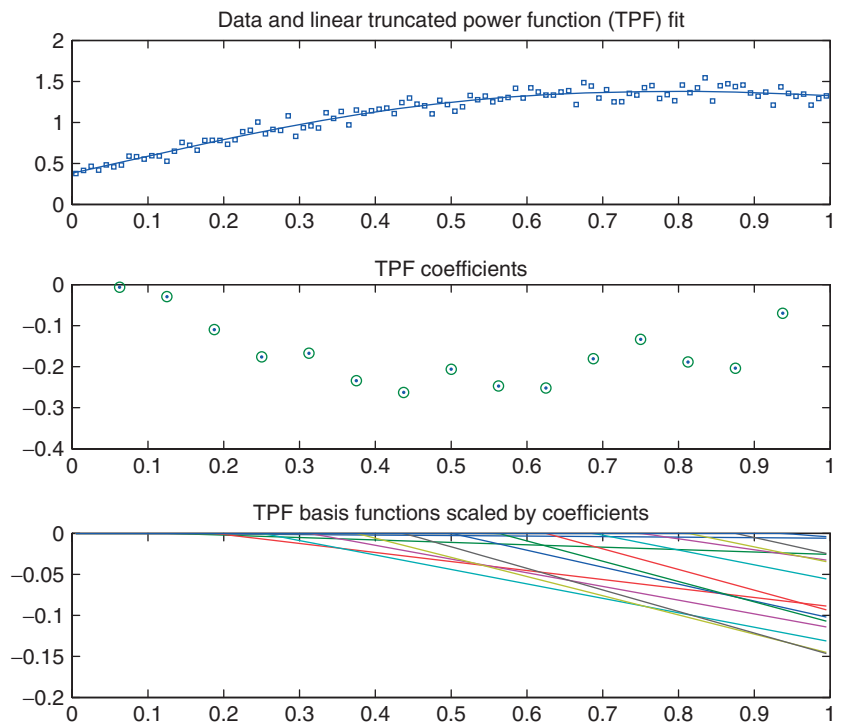 Data and linear truncated power function (TPF) fit
2
1.5
1
0.5
0
0 0.1 0.2 0.3 0.4 0.5 0.6 0.7 0.8 0.9 1
TPF coefficients
0
−0.1
−0.2
−0.3
−0.4
0 0.1 0.2 0.3 0.4 0.5 0.6 0.7 0.8 0.9 1
TPF basis functions scaled by coefficients
0
−0.05
−0.1
−0.15
−0.2
0 0.1 0.2 0.3 0.4 0.5 0.6 0.7 0.8 0.9 1